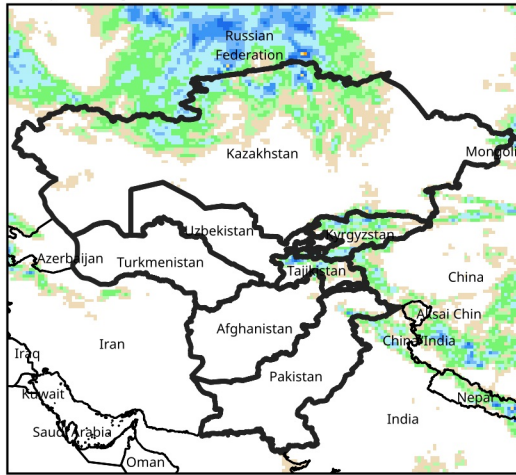 Russian
Federation
Kazakhstan
Mongoli
Uzbekistan
Kyrgyzstan
Azerbaijan
Turkmenistan
Tajikistan
China
Aksai Chin
Afghanistan
China/India
Iran
Iraq
Pakistan
Kuwait
Nepal
India
Saudi Arabia
Oman